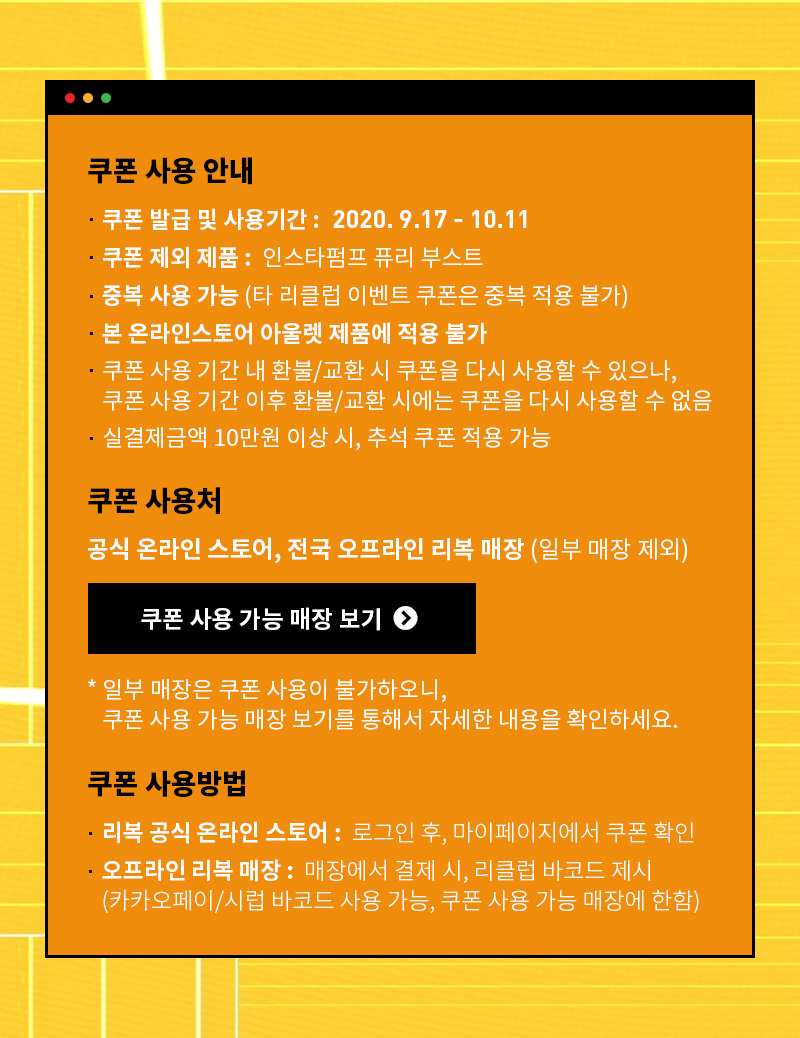 쿠폰 사용 안내
· 쿠폰 발급 및 사용기간 : 2020. 9.17 - 10.11
· 쿠폰 제외 제품 : 인스타펌프 퓨리 부스트
· 중복 사용 가능 (타 리클럽 이벤트 쿠폰은 중복 적용 불가)
· 본 온라인스토어 아울렛 제품에 적용 불가
· 쿠폰 사용 기간 내 환불/교환 시 쿠폰을 다시 사용할 수 있으나,
쿠폰 사용 기간 이후 환불/교환 시에는 쿠폰을 다시 사용할 수 없음
· 실결제금액 10만원 이상 시, 추석 쿠폰 적용 가능
쿠폰 사용처
공식 온라인 스토어, 전국 오프라인 리복 매장 (일부 매장 제외)
쿠폰 사용 가능 매장 보기
* 일부 매장은 쿠폰 사용이 불가하오니,
쿠폰 사용 가능 매장 보기를 통해서 자세한 내용을 확인하세요.
쿠폰 사용방법
· 리복 공식 온라인 스토어 : 로그인 후, 마이페이지에서 쿠폰 확인
· 오프라인 리복 매장 : 매장에서 결제 시, 리클럽 바코드 제시
(카카오페이/시럽 바코드 사용 가능, 쿠폰 사용 가능 매장에 한함)